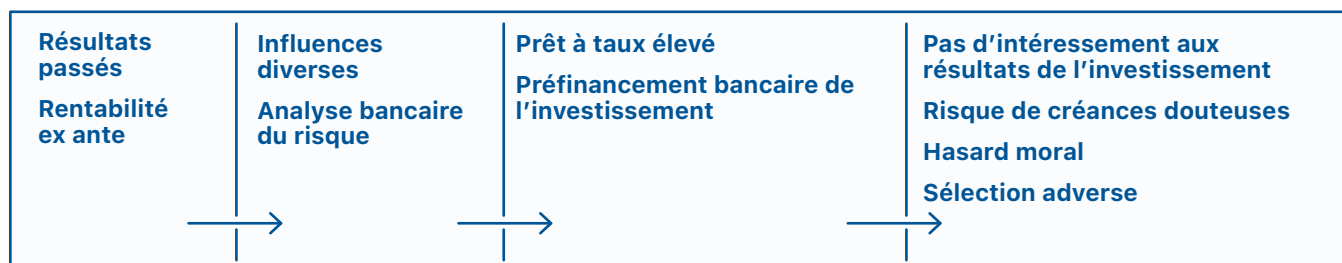 Résultats
passés
Rentabilité
ex ante
Influences
diverses
Analyse bancaire
du risque
Prêt à taux élevé
Préfinancement bancaire de
l’investissement
Pas d’intéressement aux
résultats de l’investissement
Risque de créances douteuses
Hasard moral
Sélection adverse